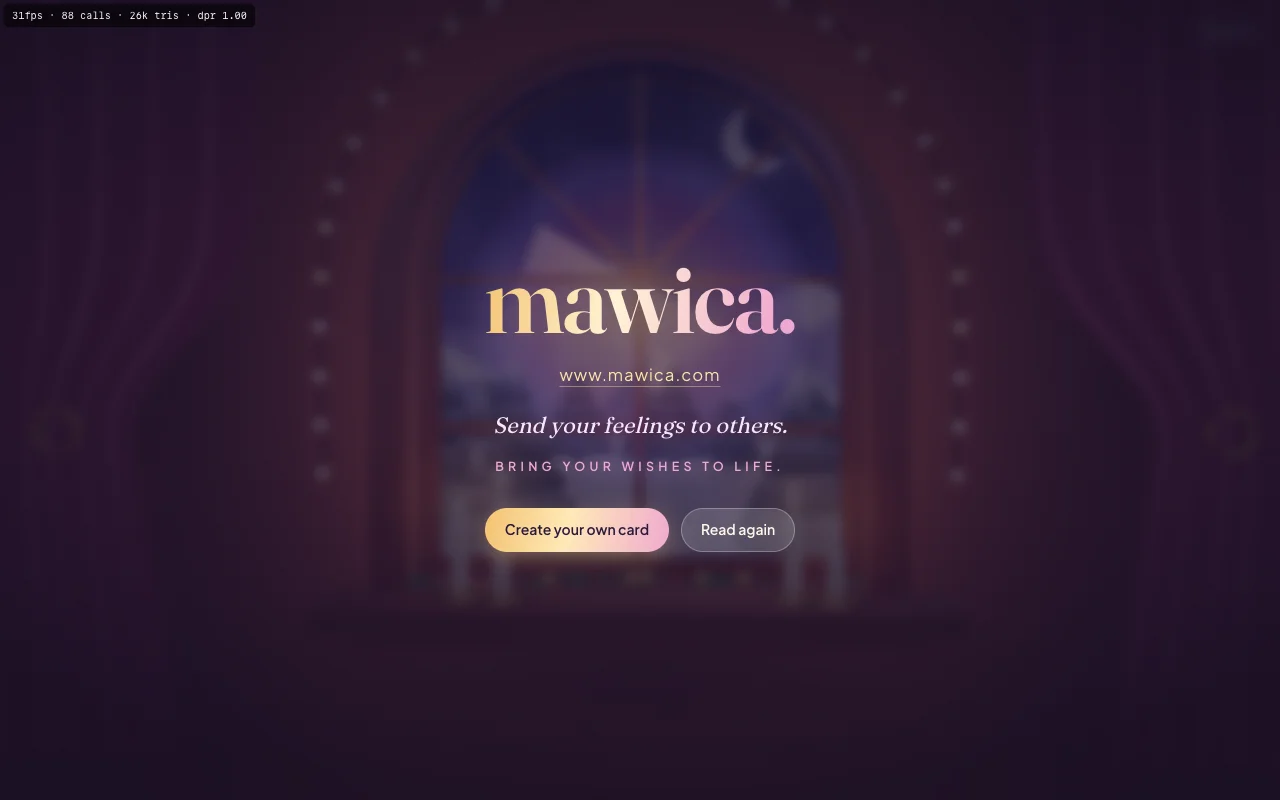 31fps · 88 calls · 26k tris · dpr 1.00
mawica.
www.mawica.com
Send your feelings to others.
BRING YOUR WISHES TO LIFE.
Create your own card
Read again